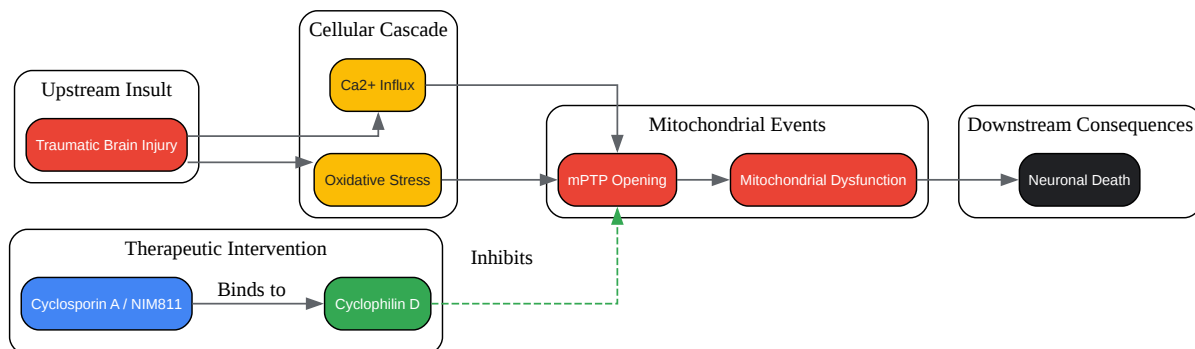 Cellular Cascade
Ca2+ Influx
Oxidative Stress
Upstream Insult
Traumatic Brain Injury
Mitochondrial Events
mPTP Opening
Mitochondrial Dysfunction
Downstream Consequences
Neuronal Death
Therapeutic Intervention
Cyclosporin A / NIM811
Binds to
Cyclophilin D
Inhibits